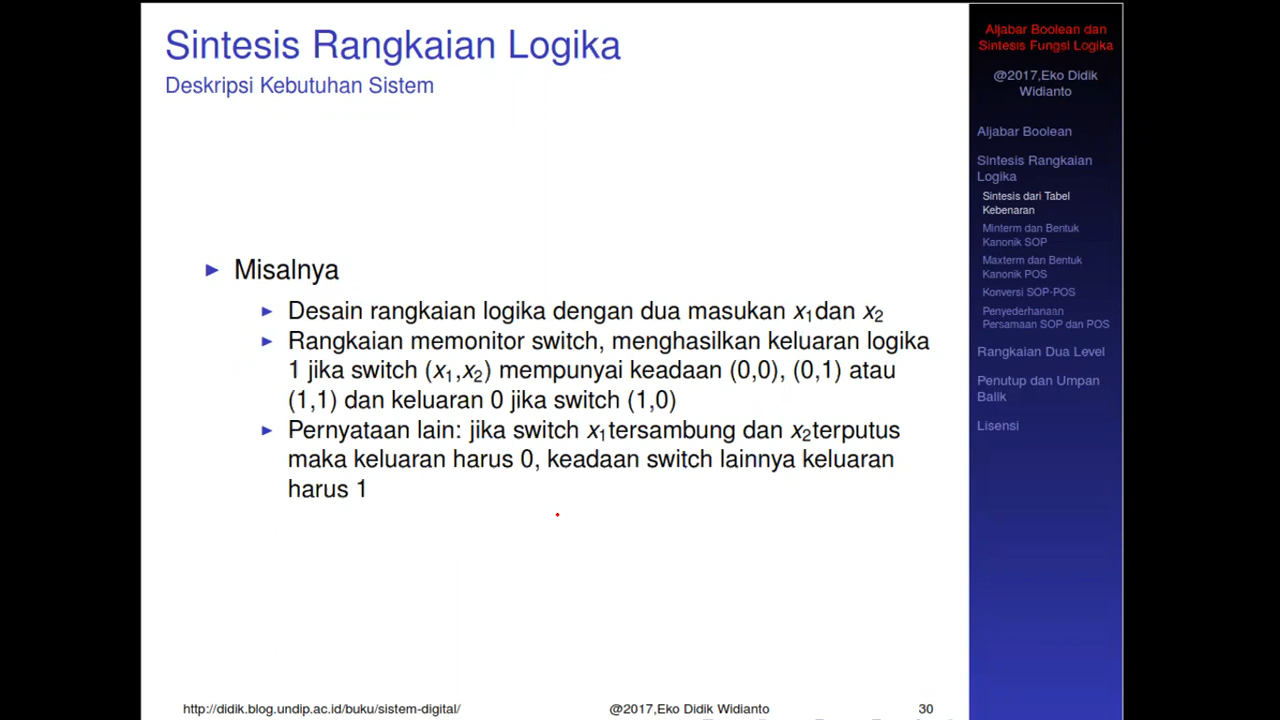 Sintesis Rangkaian Logika
Deskripsi Kebutuhan Sistem
Misalnya
Desain rangkaian logika dengan dua masukan x₁dan x₂
Rangkaian memonitor switch, menghasilkan keluaran logika
1 jika switch (x₁,x₂) mempunyai keadaan (0,0), (0,1) atau
(1,1) dan keluaran 0 jika switch (1,0)
Pernyataan lain: jika switch x₁tersambung dan x₂terputus
maka keluaran harus 0, keadaan switch lainnya keluaran
harus 1
http://didik.blog.undip.ac.id/buku/sistem-digital/
@2017,Eko Didik Widianto
30
Aljabar Boolean dan
Sintesis Fungsi Logika
@2017,Eko Didik
Widianto
Aljabar Boolean
Sintesis Rangkaian
Logika
Sintesis dari Tabel
Kebenaran
Minterm dan Bentuk
Kanonik SOP
Maxterm dan Bentuk
Kanonik POS
Konversi SOP-POS
Penyederhanaan
Persamaan SOP dan POS
Rangkaian Dua Level
Penutup dan Umpan
Balik
Lisensi